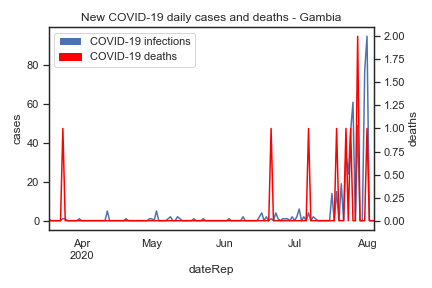 New COVID-19 daily cases and deaths - Gambia
COVID-19 infections
COVID-19 deaths
cases
80
60
40
20
0
deaths
2.00
1.75
1.50
1.25
1.00
0.75
0.50
0.25
0.00
Apr
2020
May
Jun
Jul
Aug
dateRep